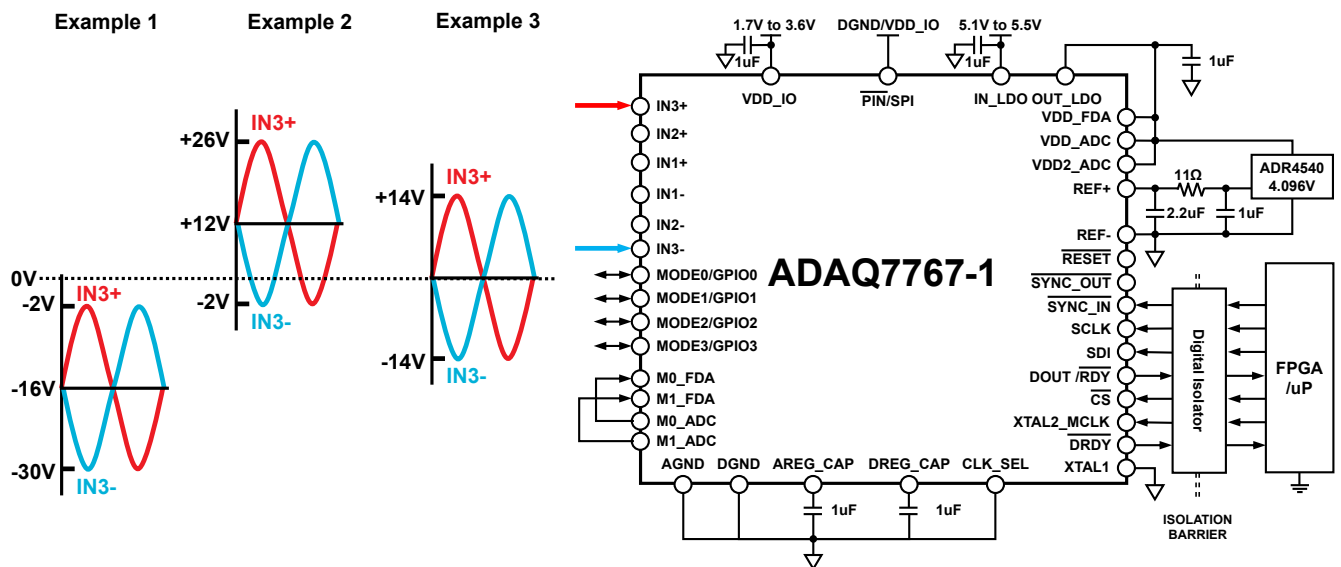 Example 1
Example 2
Example 3
0V
-2V
IN3+
-16V
-30V
IN3-
IN3+
+26V
+12V
-2V
IN3-
IN3+
+14V
-14V
IN3-
1.7V to 3.6V
1uF
VDD_IO
DGND/VDD_IO
PIN/SPI
5.1V to 5.5V
1uF
IN_LDO
OUT_LDO
1uF
IN3+
IN2+
IN1+
IN1-
IN2-
IN3-
MODE0/GPIO0
MODE1/GPIO1
MODE2/GPIO2
MODE3/GPIO3
M0_FDA
M1_FDA
M0_ADC
M1_ADC
ADAQ7767-1
VDD_FDA
VDD_ADC
VDD2_ADC
REF+
REF-
RESET
SYNC_OUT
SYNC_IN
SCLK
SDI
DOUT /RDY
CS
XTAL2_MCLK
DRDY
XTAL1
11Ω
2.2uF
1uF
ADR4540
4.096V
Digital Isolator
FPGA
/uP
ISOLATION
BARRIER
AGND
DGND
AREG_CAP
DREG_CAP
CLK_SEL
1uF
1uF